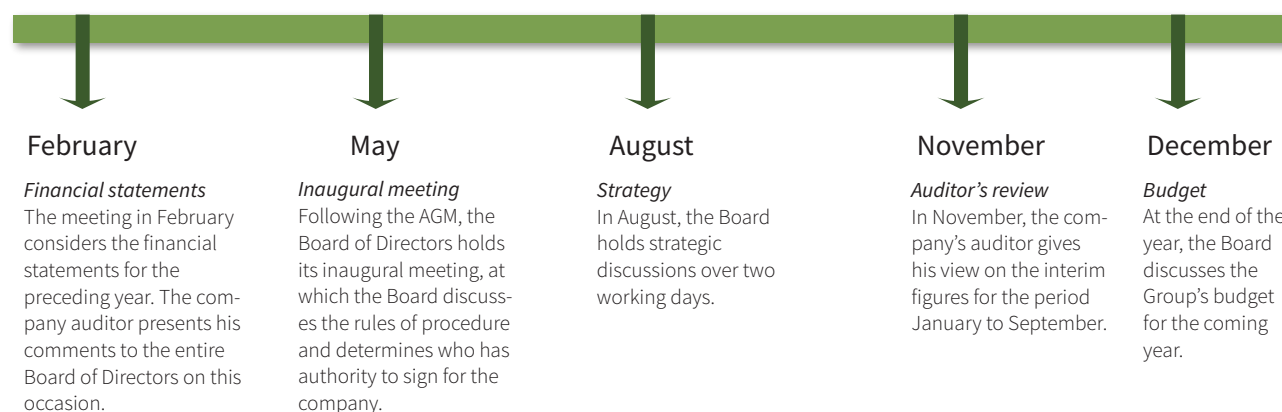 February
Financial statements
The meeting in February
considers the financial
statements for the
preceding year. The com-
pany auditor presents his
comments to the entire
Board of Directors on this
occasion.
May
Inaugural meeting
Following the AGM, the
Board of Directors holds
its inaugural meeting, at
which the Board discuss-
es the rules of procedure
and determines who has
authority to sign for the
company.
August
Strategy
In August, the Board
holds strategic
discussions over two
working days.
November
Auditor’s review
In November, the com-
pany’s auditor gives
his view on the interim
figures for the period
January to September.
December
Budget
At the end of the
year, the Board
discusses the
Group’s budget
for the coming
year.